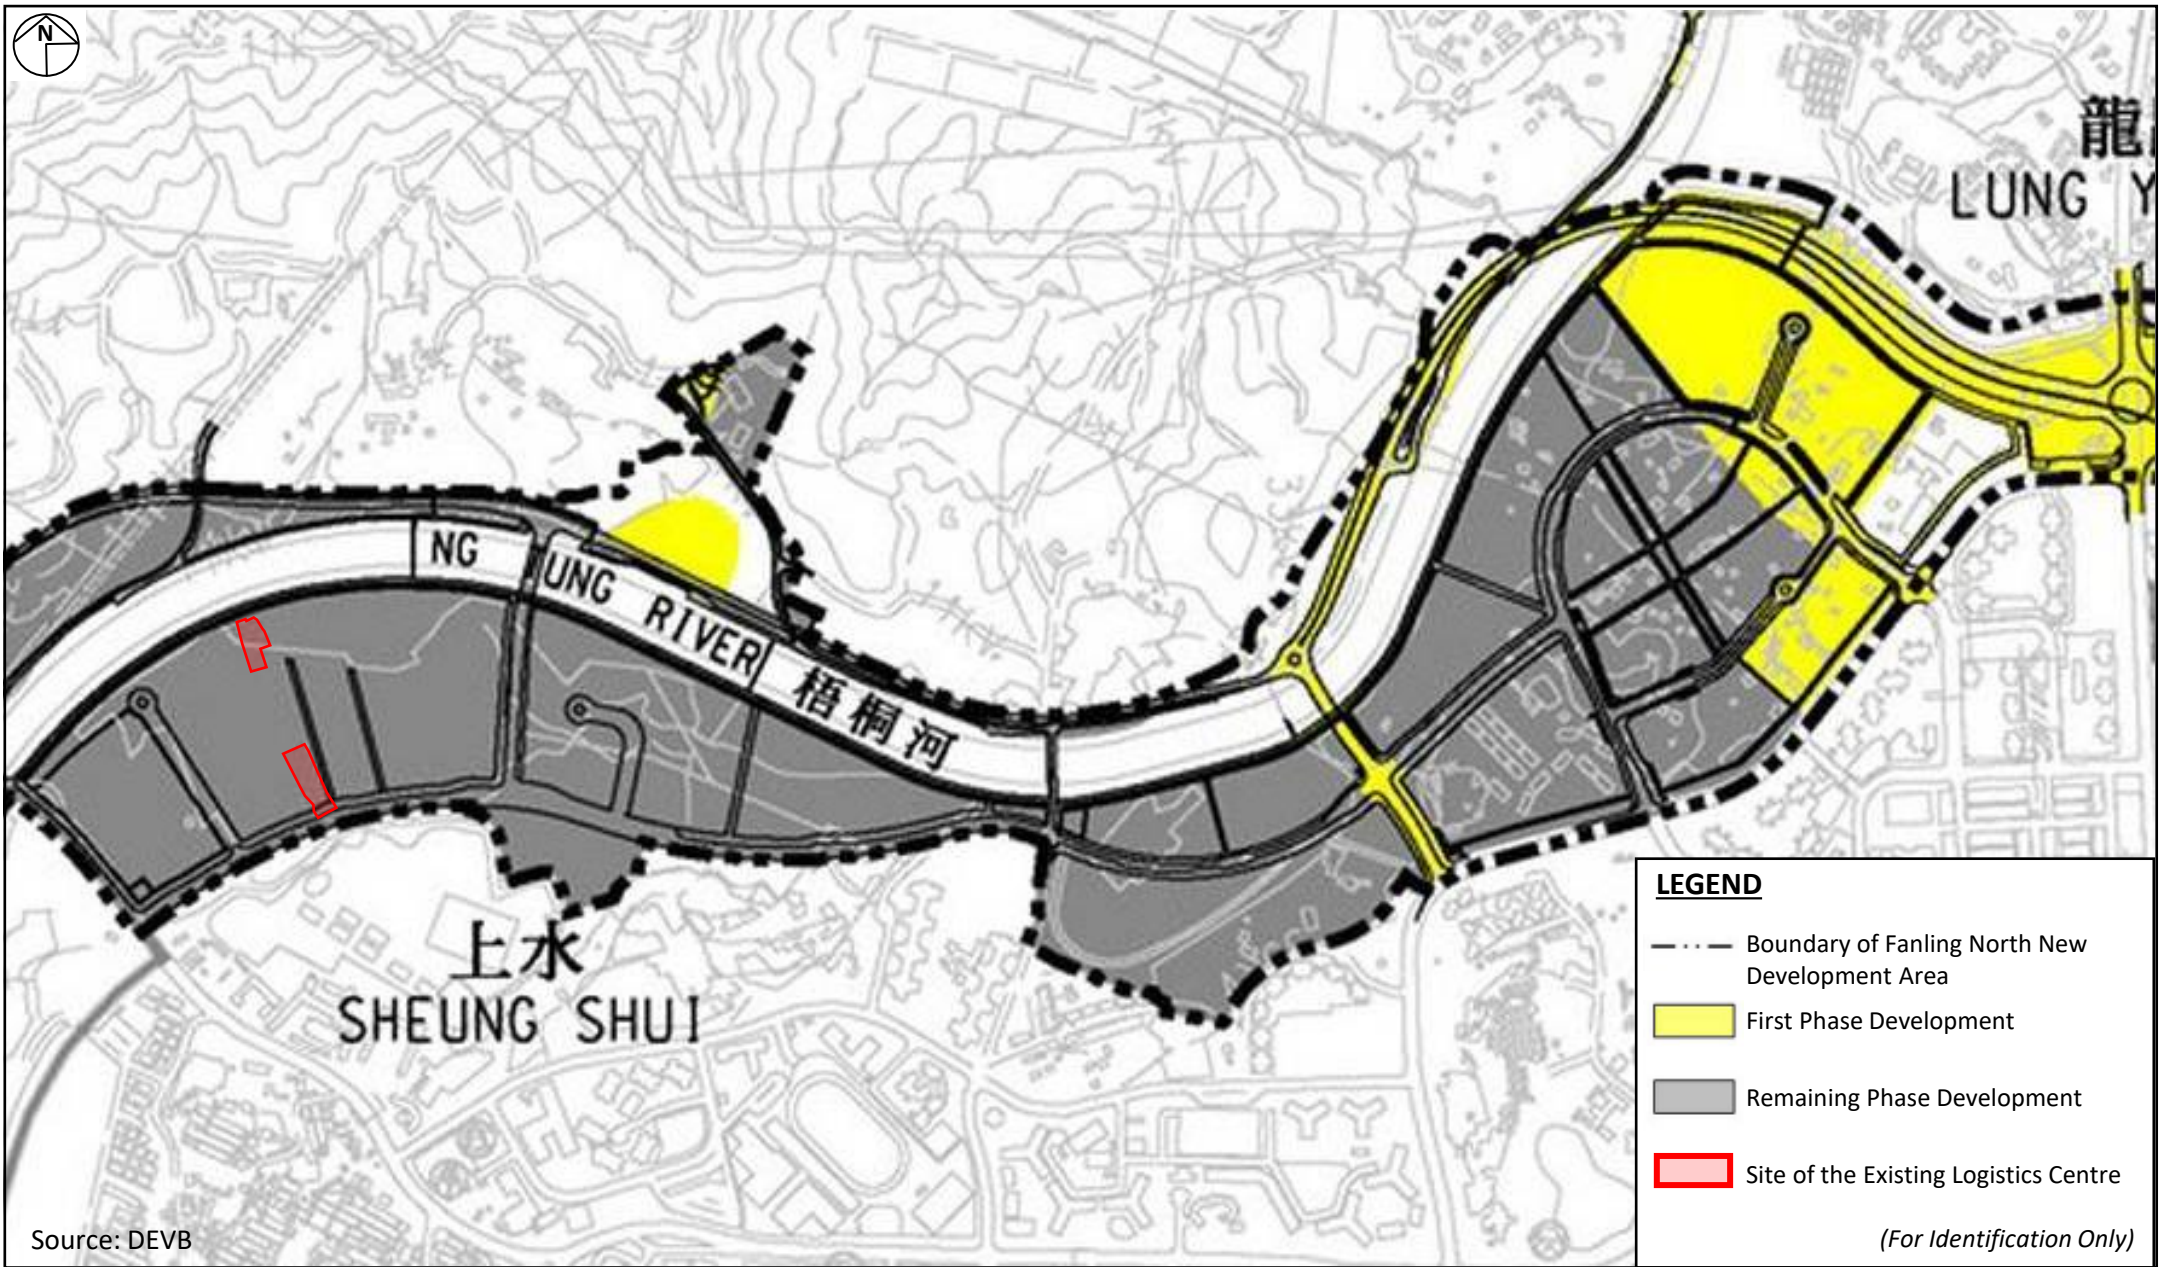 N
龍
LUNG Y
NG
UNG RIVER
梧桐河
上水
SHEUNG SHUI
LEGEND
Boundary of Fanling North New
Development Area
First Phase Development
Remaining Phase Development
Site of the Existing Logistics Centre
(For Identification Only)
Source: DEVB